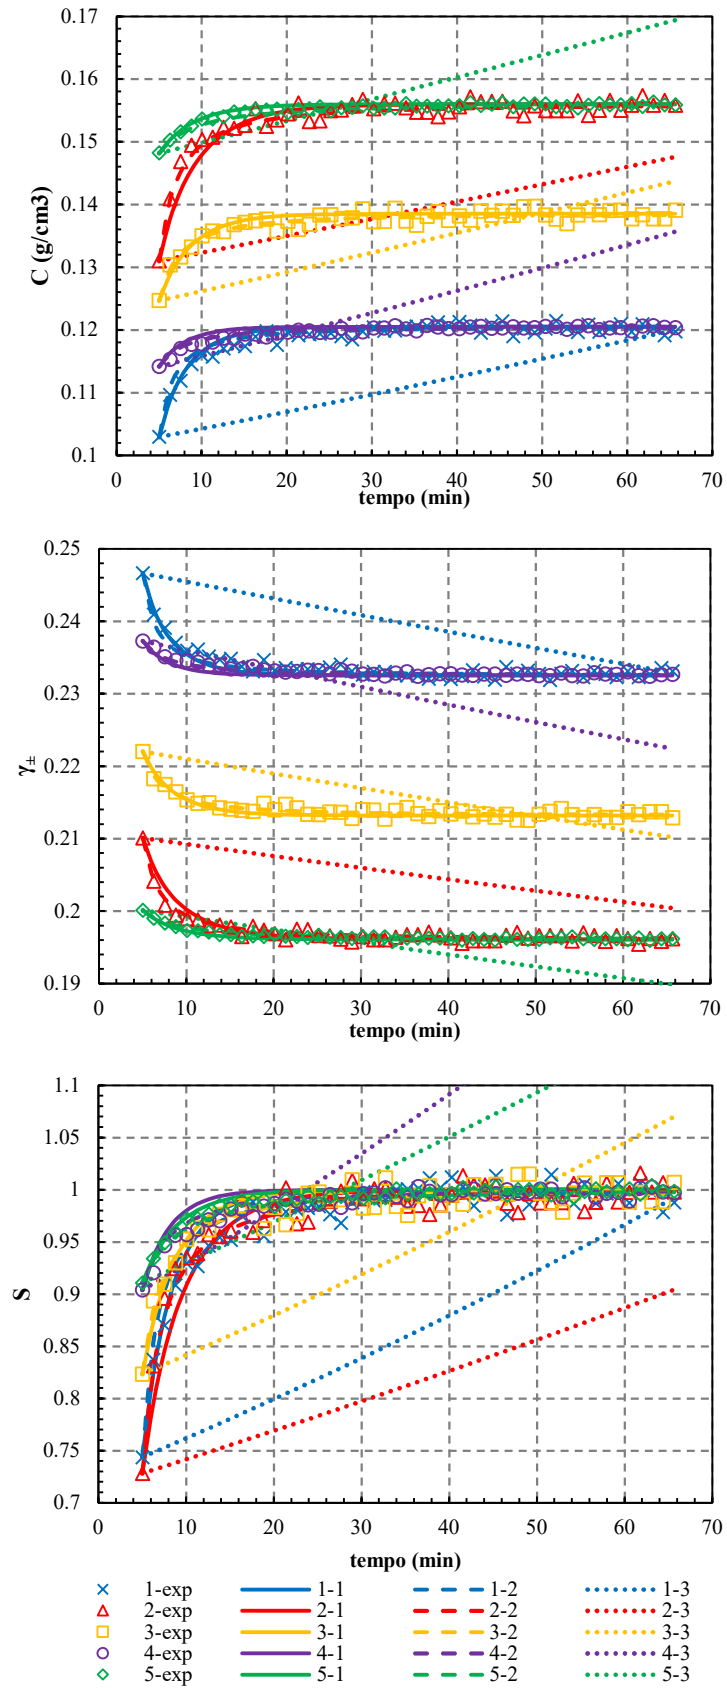 0.17
0.16
0.15
0.14
0.13
0.12
0.11
0.1
C (g/cm3)
0 10 20 30 40 50 60 70
tempo (min)
0.25
0.24
0.23
0.22
0.21
0.2
0.19
γ±
0 10 20 30 40 50 60 70
tempo (min)
1.1
1.05
1
0.95
0.9
0.85
0.8
0.75
0.7
S
0 10 20 30 40 50 60 70
tempo (min)
1-exp 1-1 1-2 1-3
2-exp 2-1 2-2 2-3
3-exp 3-1 3-2 3-3
4-exp 4-1 4-2 4-3
5-exp 5-1 5-2 5-3